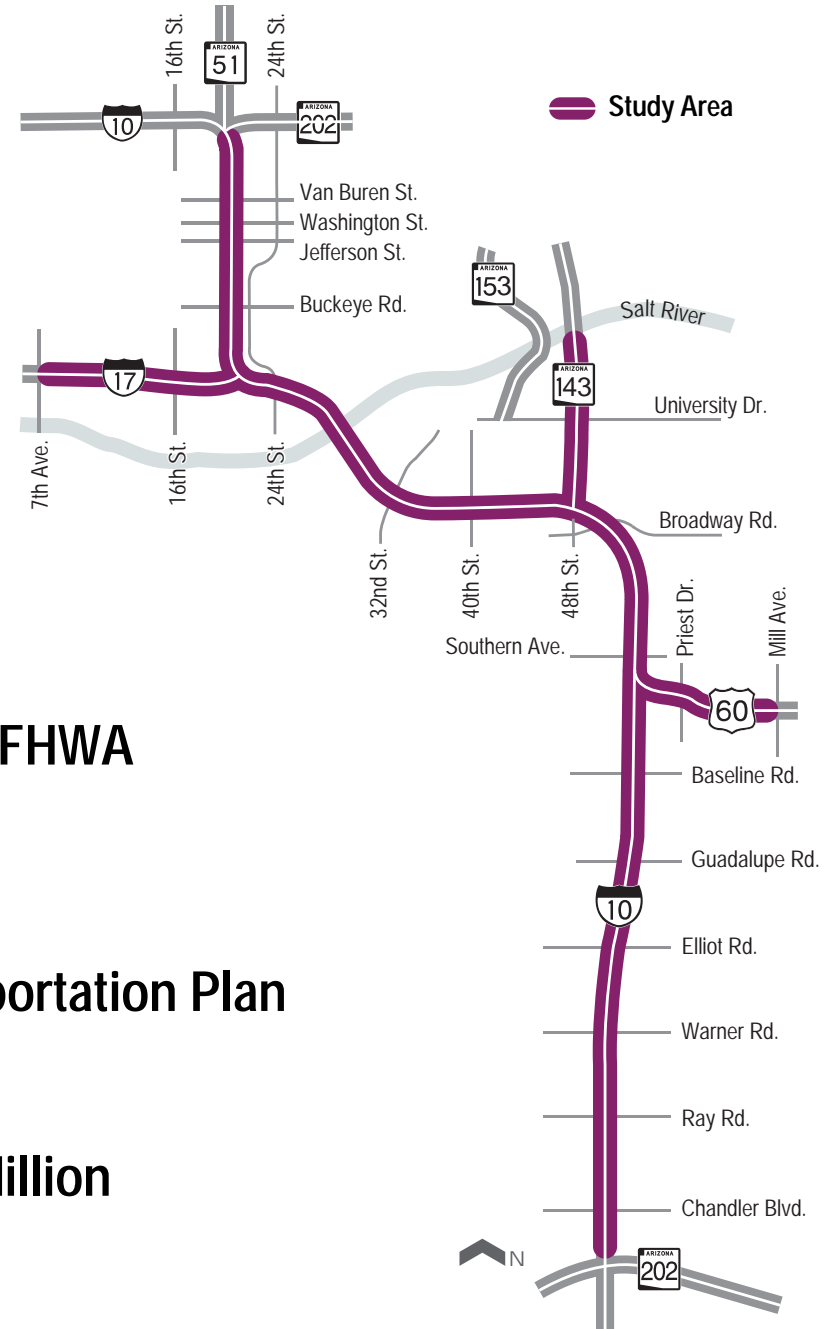 16th St.
ARIZONA
51
24th St.
10
ARIZONA
202
Study Area
Van Buren St.
Washington St.
Jefferson St.
Buckeye Rd.
ARIZONA
153
Salt River
17
ARIZONA
143
University Dr.
7th Ave.
16th St.
24th St.
32nd St.
40th St.
48th St.
Broadway Rd.
Priest Dr.
Mill Ave.
Southern Ave.
60
FHWA
Baseline Rd.
Guadalupe Rd.
10
Elliot Rd.
portation Plan
Warner Rd.
Ray Rd.
illion
Chandler Blvd.
N
ARIZONA
202